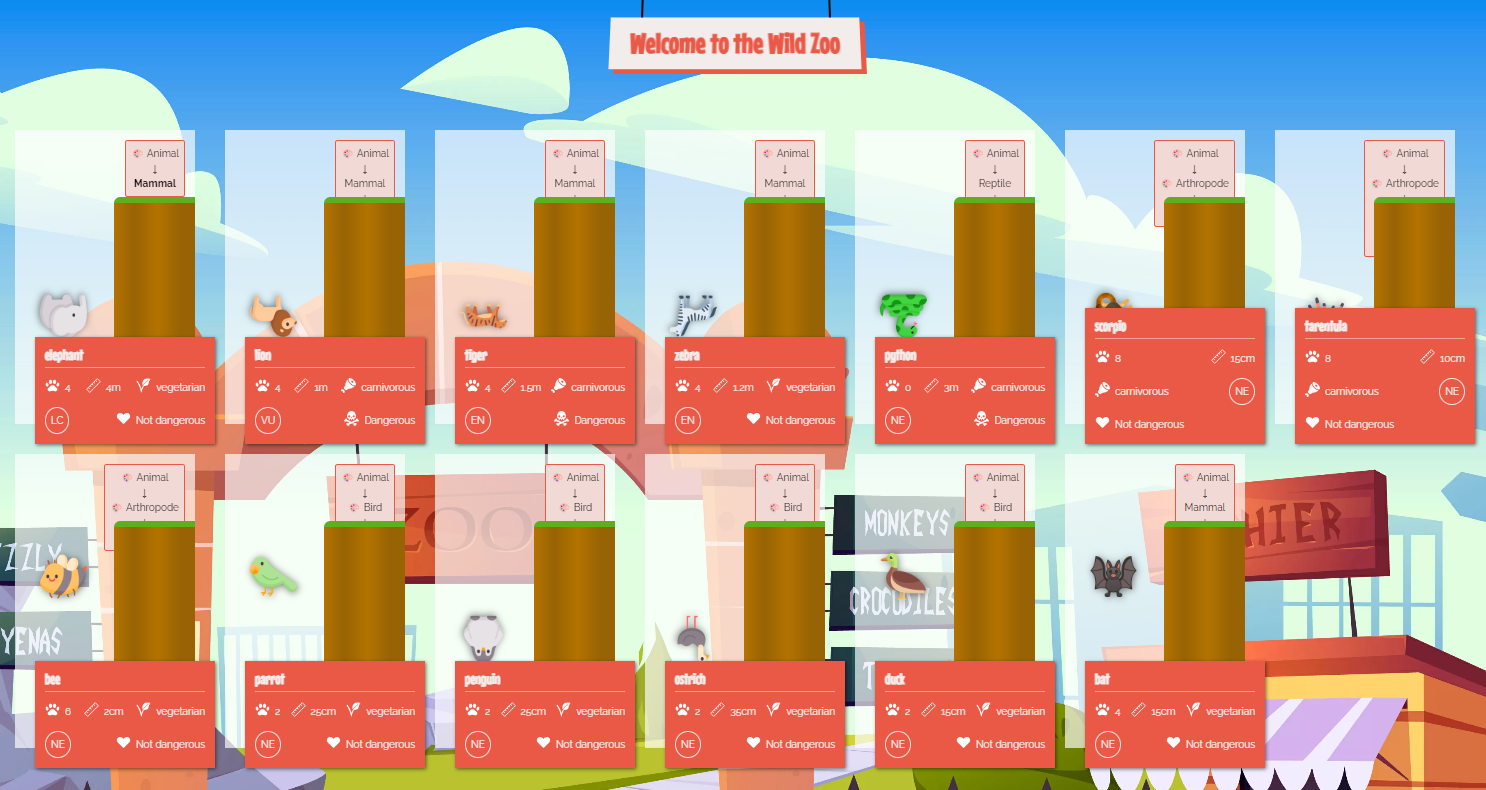 Welcome to the Wild Zoo
Animal
↓
Mammal
elephant
4 4m vegetarian
LC Not dangerous
Animal
↓
Mammal
lion
4 1m carnivorous
VU Dangerous
Animal
↓
Mammal
tiger
4 1.5m carnivorous
EN Dangerous
Animal
↓
Mammal
zebra
4 1.2m vegetarian
EN Not dangerous
Animal
↓
Reptile
python
0 3m carnivorous
NE Dangerous
Animal
↓
Arthropode
scorpio
8 15cm
carnivorous NE
Not dangerous
Animal
↓
Arthropode
tarentula
8 10cm
carnivorous NE
Not dangerous
Animal
↓
Arthropode
bee
6 2cm vegetarian
NE Not dangerous
Animal
↓
Bird
parrot
2 25cm vegetarian
NE Not dangerous
Animal
↓
Bird
penguin
2 25cm vegetarian
NE Not dangerous
Animal
↓
Bird
ostrich
2 35cm vegetarian
NE Not dangerous
Animal
↓
Bird
duck
2 15cm vegetarian
NE Not dangerous
Animal
↓
Mammal
bat
4 15cm vegetarian
NE Not dangerous
ZOO
MONKEYS
CROCODILES
HIER
IZZLY
YENAS